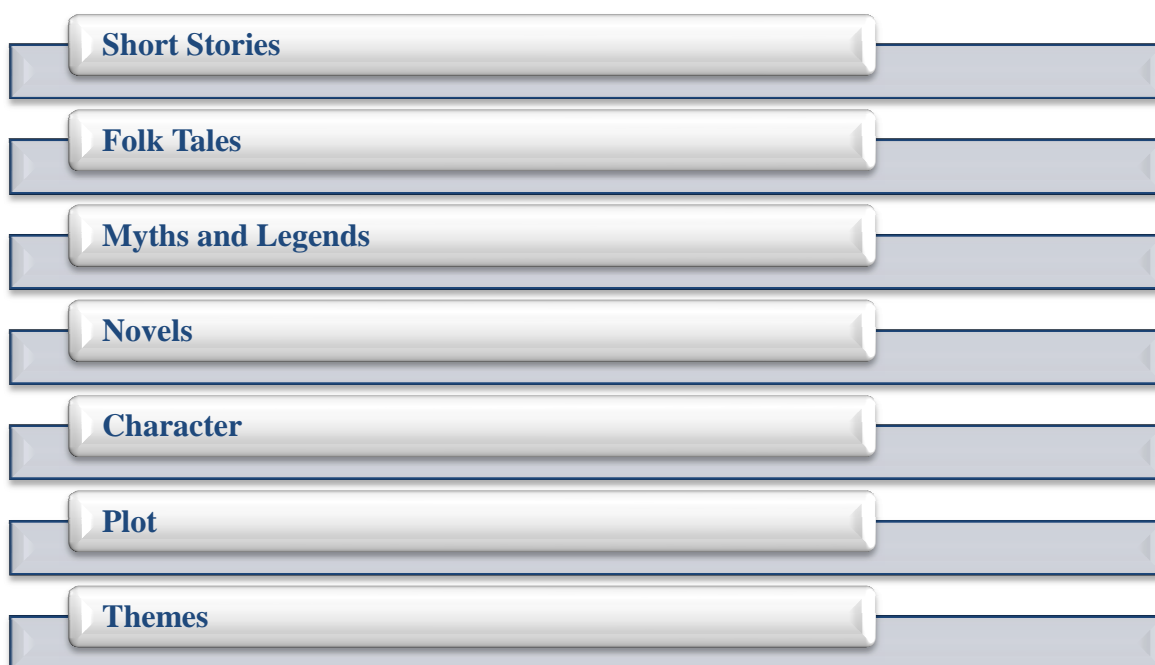 Short Stories
Folk Tales
Myths and Legends
Novels
Character
Plot
Themes